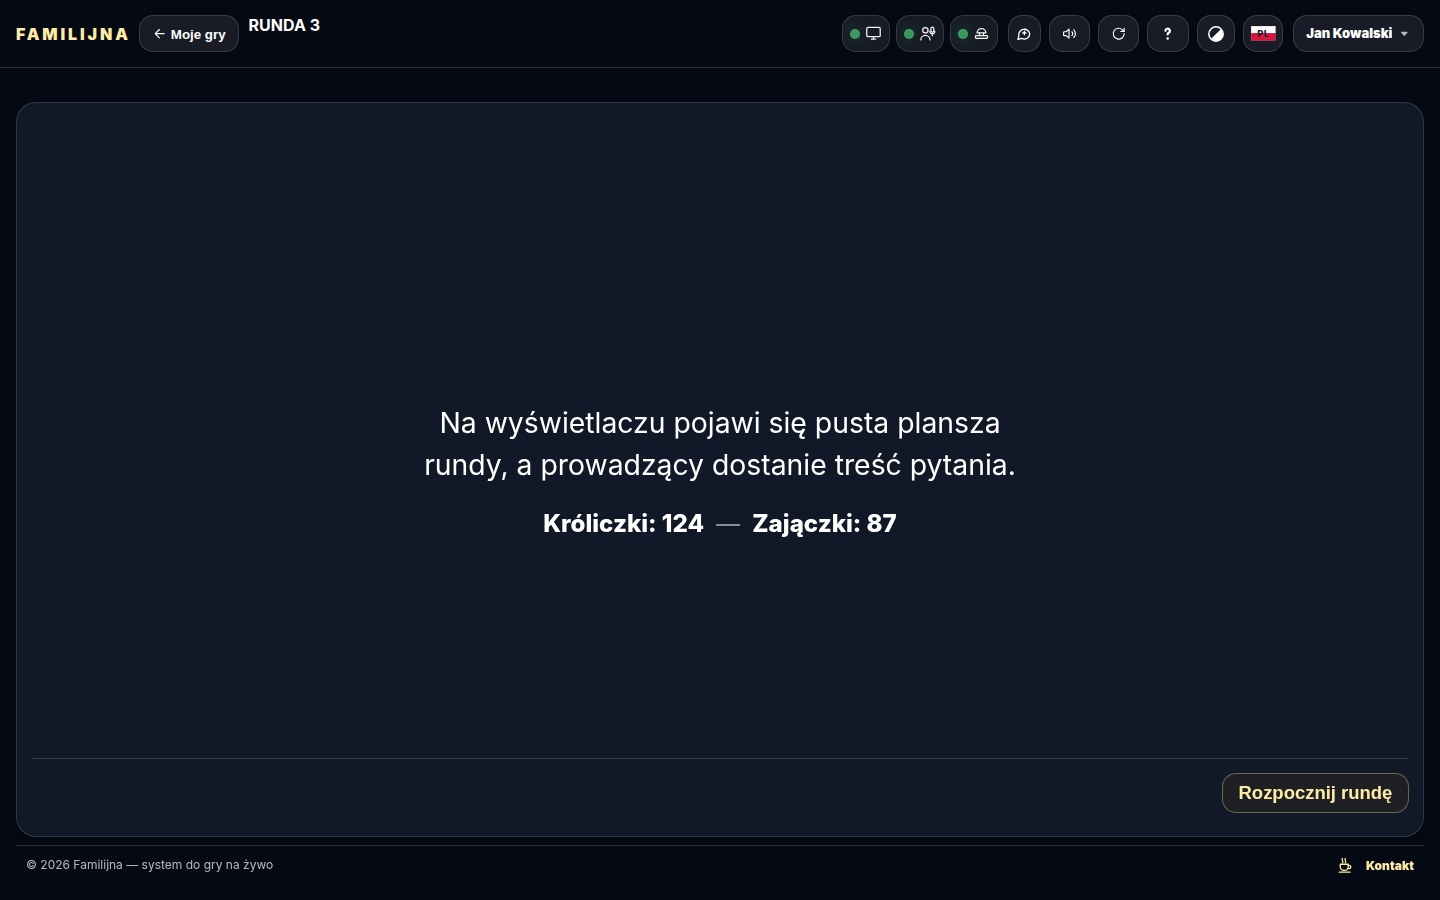 FAMILIJNA
Moje gry
RUNDA 3
?
PL
Jan Kowalski
Na wyświetlaczu pojawi się pusta plansza
rundy, a prowadzący dostanie treść pytania.
Króliczki: 124 — Zajączki: 87
Rozpocznij rundę
© 2026 Familijna — system do gry na żywo
Kontakt